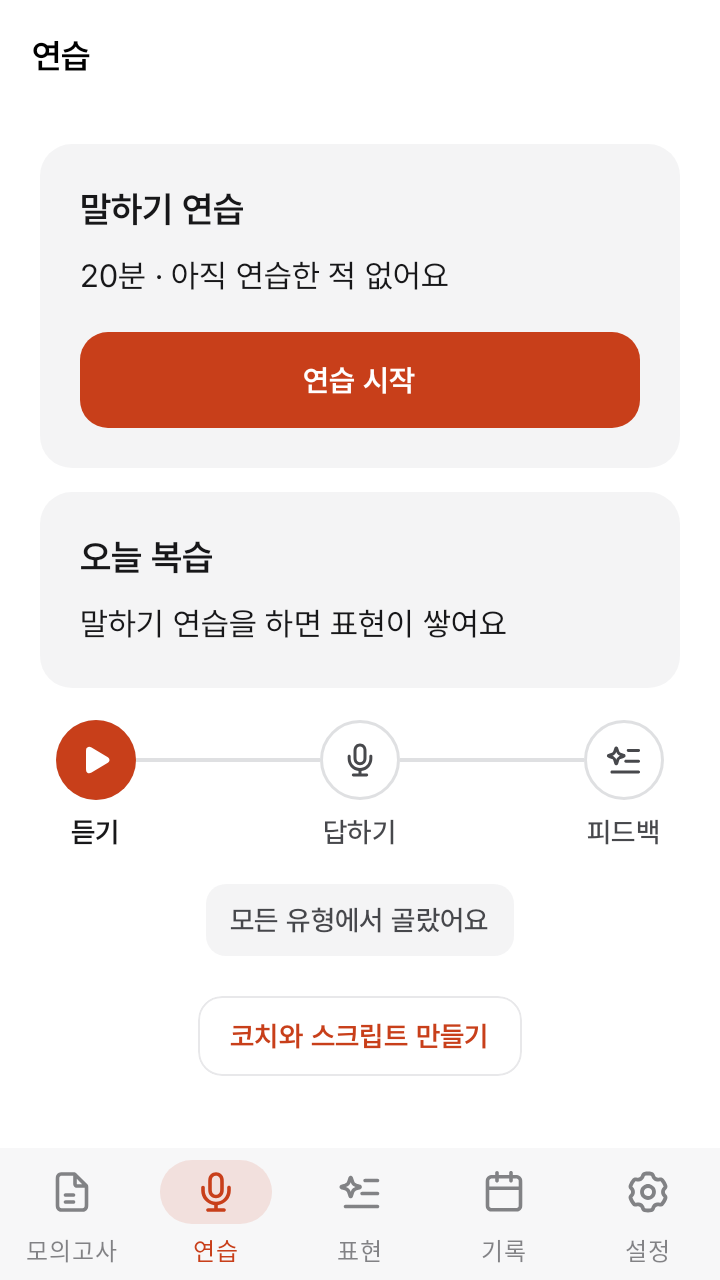 연습
말하기 연습
20분 · 아직 연습한 적 없어요
연습 시작
오늘 복습
말하기 연습을 하면 표현이 쌓여요
듣기
답하기
피드백
모든 유형에서 골랐어요
코치와 스크립트 만들기
모의고사
연습
표현
기록
설정